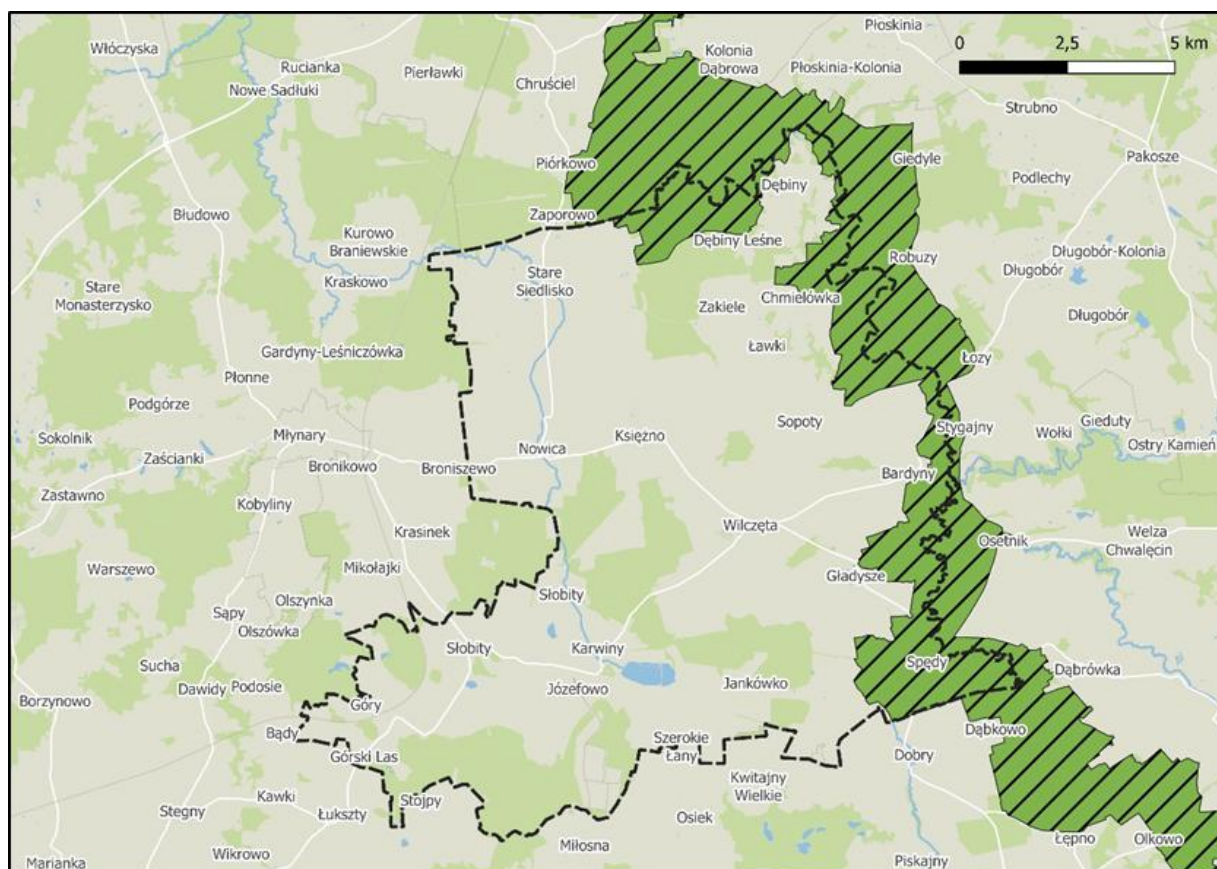 Płoskinia
Włóczyska
Kolonia
Dąbrowa
0 2,5 5 km
Rucianka
Pierławki
Płoskinia-Kolonia
Chruściel
Nowe Sadłuki
Strubno
Piórkowo
Giedyle
Pakosze
Podlechy
Dębiny
Błudowo
Zaporowo
Kurowo
Braniewskie
Dębiny Leśne
Robuzy
Długobór-Kolonia
Długobór
Stare
Siedlisko
Kraskowo
Stare
Monasterzysko
Chmielówka
Zakiele
Długobór
Gardyny-Leśniczówka
Ławki
Łozy
Płonne
Podgórze
Sopoty
Gieduty
Stygajny
Wołki
Sokolnik
Młynary
Księżno
Ostry Kamień
Nowica
Zaścianki
Bronikowo
Broniszewo
Bardyny
Zastawno
Kobyliny
Wilczęta
Krasinek
Welza
Chwalęcin
Osetnik
Warszewo
Mikołajki
Gładysze
Olszynka
Słobity
Sąpy
Olszówka
Słobity
Karwiny
Sucha
Spędy
Dąbrówka
Dawidy
Podosie
Józefowo
Jankówko
Borzynowo
Góry
Bądy
Szerokie
Łany
Dąbkowo
Górski Las
Dobry
Kwitajny
Wielkie
Kawki
Stojpy
Stegny
Łukszty
Osiek
Miłosna
Łępno
Olkowo
Wikrowo
Marianka
Piskajny